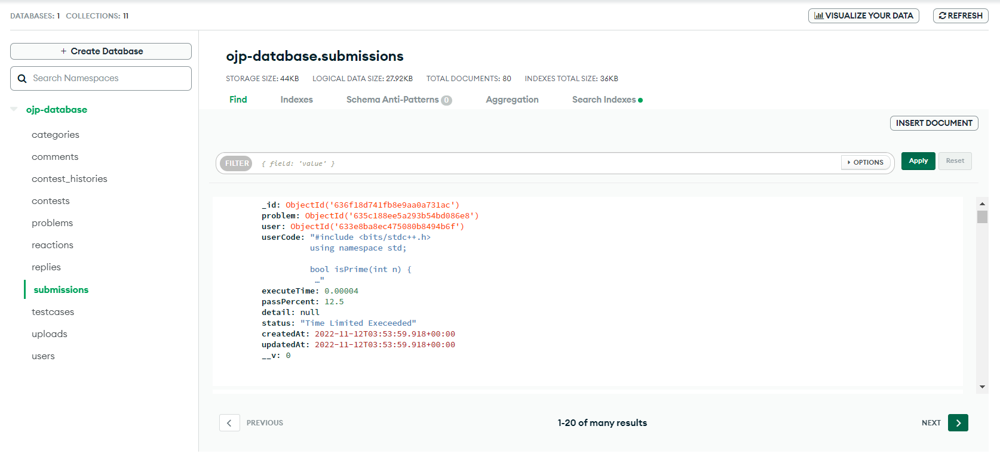 DATABASES: 1 COLLECTIONS: 11
VISUALIZE YOUR DATA
REFRESH
+ Create Database
Search Namespaces
ojp-database
categories
comments
contest_histories
contests
problems
reactions
replies
submissions
testcases
uploads
users
ojp-database.submissions
STORAGE SIZE: 44KB LOGICAL DATA SIZE: 27.92KB TOTAL DOCUMENTS: 80 INDEXES TOTAL SIZE: 36KB
Find Indexes Schema Anti-Patterns 0 Aggregation Search Indexes
INSERT DOCUMENT
FILTER { field: 'value' } OPTIONS Apply Reset
_id: ObjectId('636f18d741fb8e9aa0a731ac')
problem: ObjectId('635c188ee5a293b54bd086e8')
user: ObjectId('633e8ba8ec475080b8494b6f')
userCode: "#include <bits/stdc++.h>
using namespace std;
bool isPrime(int n) {
…"
executeTime: 0.00004
passPercent: 12.5
detail: null
status: "Time Limited Execeeded"
createdAt: 2022-11-12T03:53:59.918+00:00
updatedAt: 2022-11-12T03:53:59.918+00:00
__v: 0
PREVIOUS 1-20 of many results NEXT